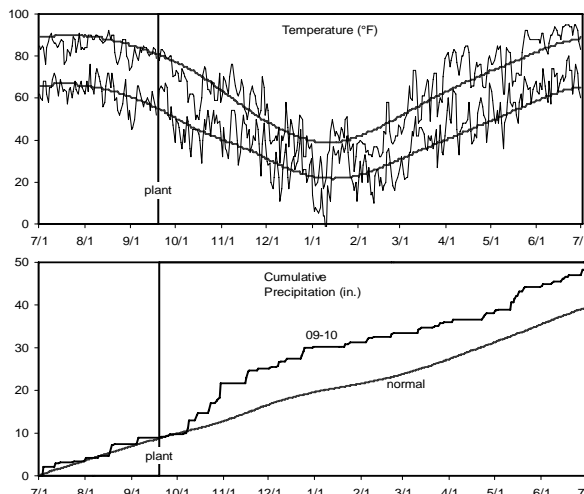 Temperature (°F)
100
80
60
40
20
0
plant
7/1 8/1 9/1 10/1 11/1 12/1 1/1 2/1 3/1 4/1 5/1 6/1 7/
Cumulative
Precipitation (in.)
50
40
30
20
10
0
09-10
normal
plant
7/1 8/1 9/1 10/1 11/1 12/1 1/1 2/1 3/1 4/1 5/1 6/1 7/